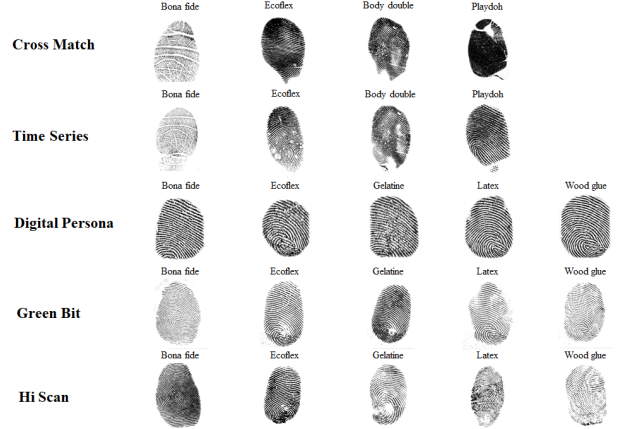 Bona fide Ecoflex Body double Playdoh
Cross Match
Bona fide Ecoflex Body double Playdoh
Time Series
Bona fide Ecoflex Gelatine Latex Wood glue
Digital Persona
Bona fide Ecoflex Gelatine Latex Wood glue
Green Bit
Bona fide Ecoflex Gelatine Latex Wood glue
Hi Scan